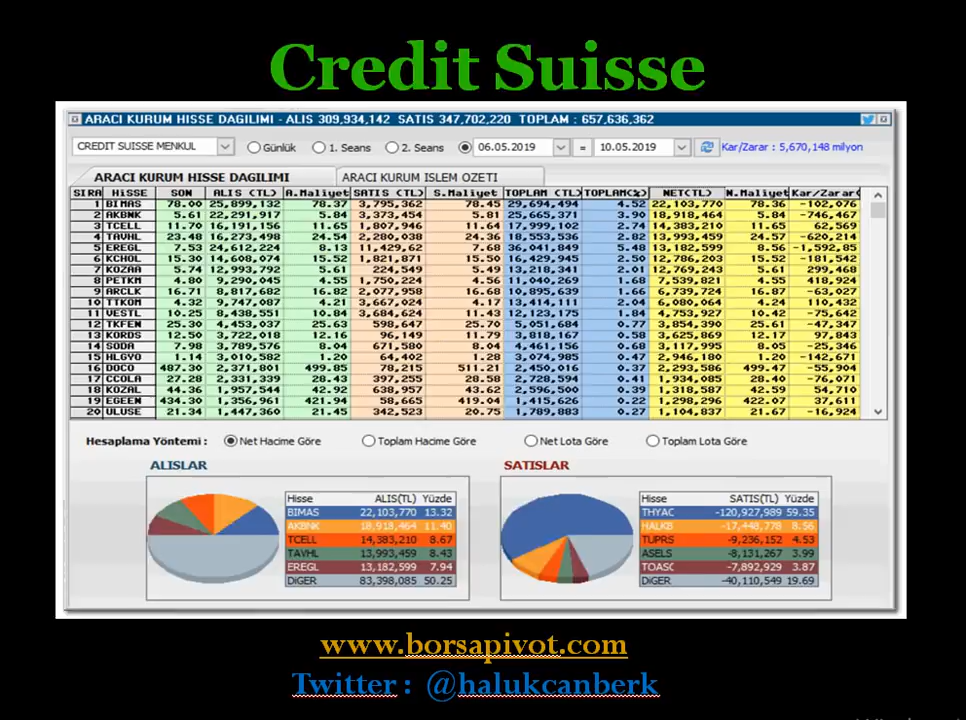 Credit Suisse
ARACI KURUM HISSE DAGILIMI - ALIS 309,934,142 SATIS 347,702,220 TOPLAM : 657,636,362
CREDIT SUISSE MENKUL Günlük 1. Seans 2. Seans 06.05.2019 = 10.05.2019 Kar/Zarar : 5,670,148 milyon
ARACI KURUM HISSE DAGILIMI ARACI KURUM ISLEM OZETI
SIRA HiSSE SON ALIS (TL) A.Maliyet SATIS (TL) S.Maliyet TOPLAM (TL) TOPLAM(%) NET(TL) N.Maliyet Kar/Zarar(
1 BIMAS 78.00 25,899,132 78.37 3,795,362 78.45 29,694,494 4.52 22,103,770 78.36 -102,076
2 AKBNK 5.61 22,291,917 5.84 3,373,454 5.81 25,665,371 3.90 18,918,464 5.84 -746,467
3 TCELL 11.70 16,191,156 11.65 1,807,946 11.64 17,999,102 2.74 14,383,210 11.65 62,569
4 TAVHL 23.48 16,273,498 24.54 2,280,038 24.36 18,553,536 2.82 13,993,459 24.57 -620,214
5 EREGL 7.53 24,612,224 8.13 11,429,62 7.68 36,041,849 5.48 13,182,599 8.56 -1,592,85
6 KCHOL 15.30 14,608,074 15.52 1,821,871 15.50 16,429,945 2.50 12,786,203 15.52 -181,542
7 KOZAA 5.74 12,993,792 5.61 224,549 5.49 13,218,341 2.01 12,769,243 5.61 299,468
8 PETKM 4.80 9,290,045 4.55 1,750,224 4.56 11,040,269 1.68 7,539,821 4.55 418,924
9 ARCLK 16.71 8,817,682 16.82 2,077,958 16.68 10,895,639 1.66 6,739,724 16.87 -63,027
10 TTKOM 4.32 9,747,087 4.21 3,667,024 4.17 13,414,111 2.04 6,080,064 4.24 110,432
11 VESTL 10.25 8,438,551 10.84 3,684,624 11.43 12,123,175 1.84 4,753,927 10.42 -75,642
12 TKFEN 25.30 4,453,037 25.63 598,647 25.70 5,051,684 0.77 3,854,390 25.61 -47,347
13 KORDS 12.50 3,722,018 12.16 96,149 11.79 3,818,167 0.58 3,625,869 12.17 97,843
14 SODA 7.98 3,789,576 8.04 671,580 8.04 4,461,156 0.68 3,117,995 8.05 -25,346
15 HLGYO 1.14 3,010,582 1.20 64,402 1.28 3,074,985 0.47 2,946,180 1.20 -142,671
16 DOCO 487.30 2,371,801 499.85 78,215 511.21 2,450,016 0.37 2,293,586 499.47 -55,904
17 CCOLA 27.28 2,331,339 28.43 397,255 28.58 2,728,594 0.41 1,934,085 28.40 -76,071
18 KOZAL 44.36 1,957,544 42.92 638,957 43.62 2,596,500 0.39 1,318,587 42.59 54,710
19 EGEEN 434.30 1,356,961 421.94 58,665 419.04 1,415,626 0.22 1,298,296 422.07 37,611
20 ULUSE 21.34 1,447,360 21.45 342,523 20.75 1,789,883 0.27 1,104,837 21.67 -16,924
Hesaplama Yöntemi : Net Hacime Göre Toplam Hacime Göre Net Lota Göre Toplam Lota Göre
ALISLAR SATISLAR
Hisse ALIS(TL) Yüzde Hisse SATIS(TL) Yüzde
BIMAS 22,103,770 13.32 THYAC -120,927,989 59.35
AKBNK 18,918,464 11.40 HALKB -17,448,778 8.56
TCELL 14,383,210 8.67 TUPRS -9,236,152 4.53
TAVHL 13,993,459 8.43 ASELS -8,131,267 3.99
EREGL 13,182,599 7.94 TOASC -7,892,929 3.87
DiGER 83,398,085 50.25 DiGER -40,110,549 19.69
www.borsapivot.com
Twitter : @halukcanberk